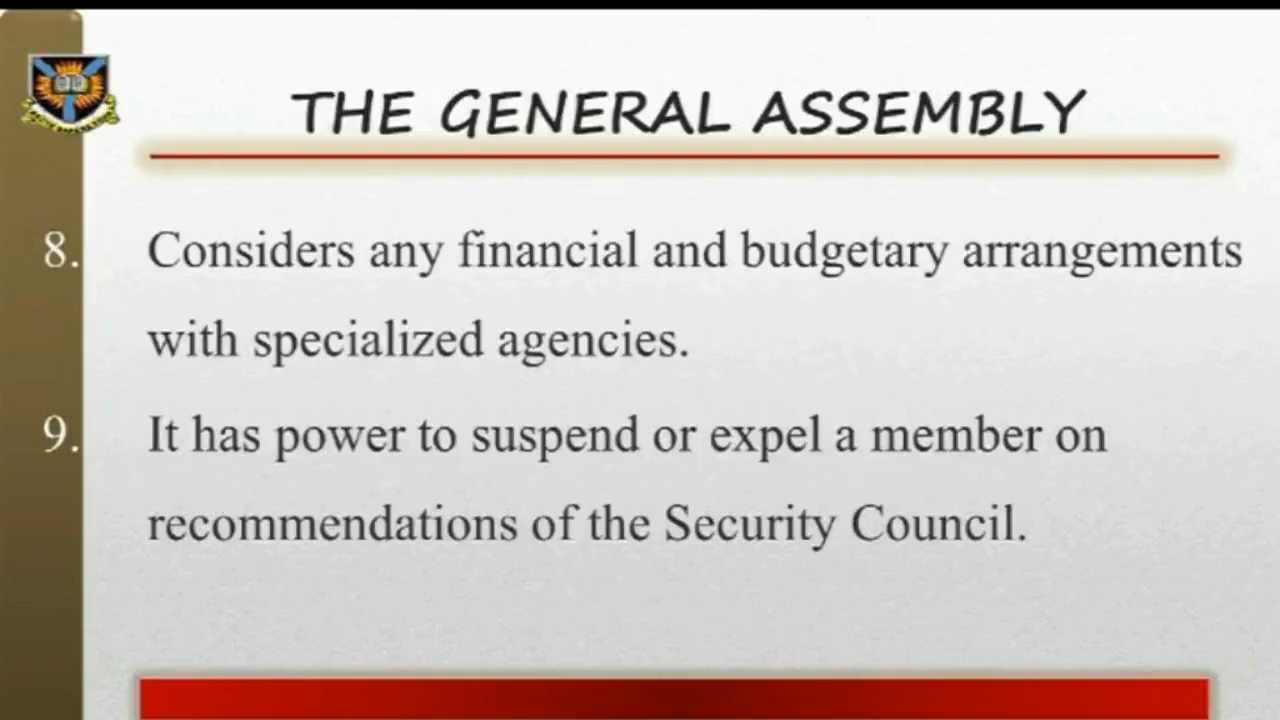 THE GENERAL ASSEMBLY
8. Considers any financial and budgetary arrangements
with specialized agencies.
9. It has power to suspend or expel a member on
recommendations of the Security Council.